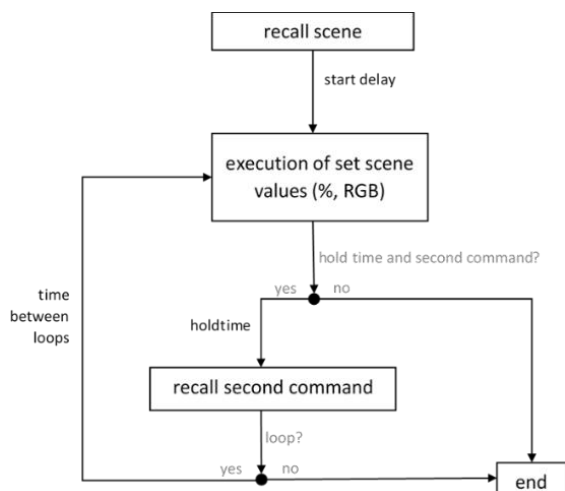 recall scene
start delay
execution of set scene
values (%, RGB)
hold time and second command?
yes no
time
between
loops
holdtime
recall second command
loop?
yes no
end